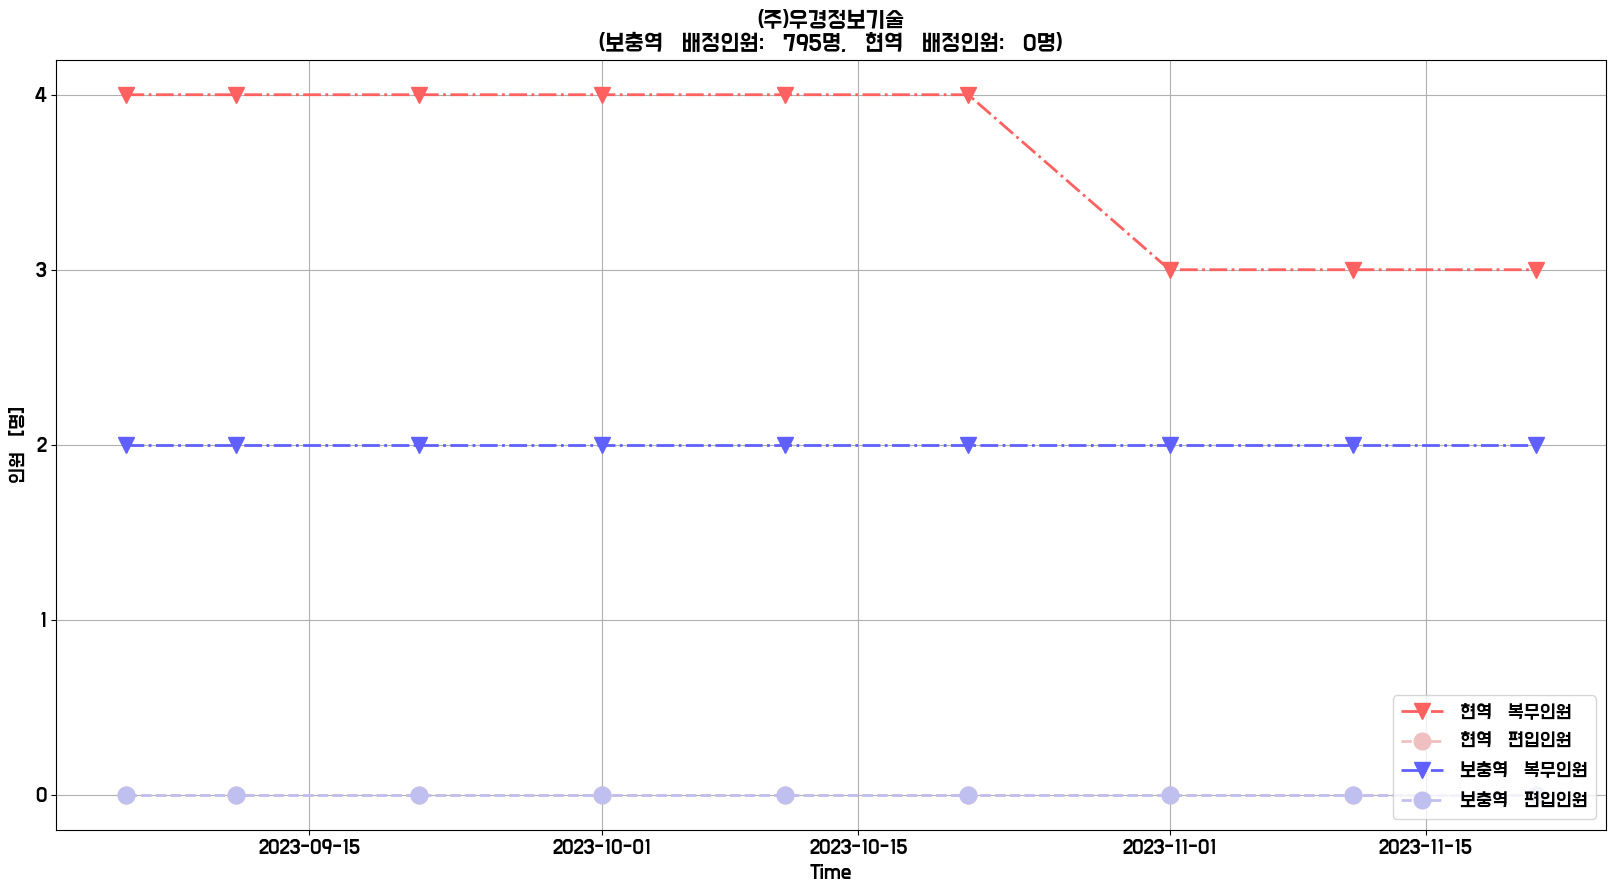 (주)우경정보기술
(보충역 배정인원: 795명, 현역 배정인원: 0명)
4
3
2
1
0
인원 [명]
현역 복무인원
현역 편입인원
보충역 복무인원
보충역 편입인원
2023-09-15
2023-10-01
2023-10-15
2023-11-01
2023-11-15
Time